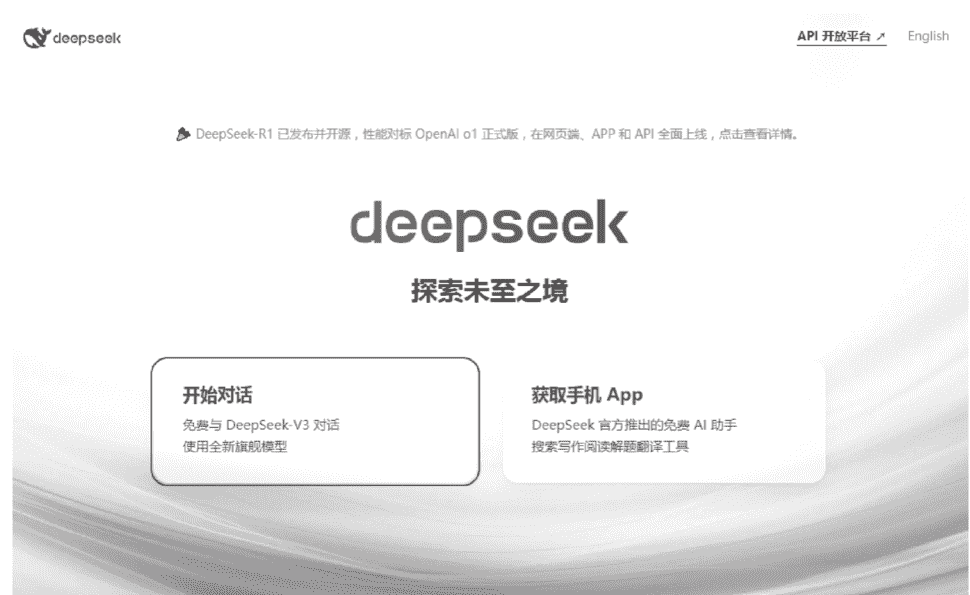 deepseek
API 开放平台 ↗ English
DeepSeek-R1 已发布并开源，性能对标 OpenAI o1 正式版，在网页端、APP 和 API 全面上线，点击查看详情。
deepseek
探索未至之境
开始对话
免费与 DeepSeek-V3 对话
使用全新旗舰模型
获取手机 App
DeepSeek 官方推出的免费 AI 助手
搜索写作阅读解题翻译工具